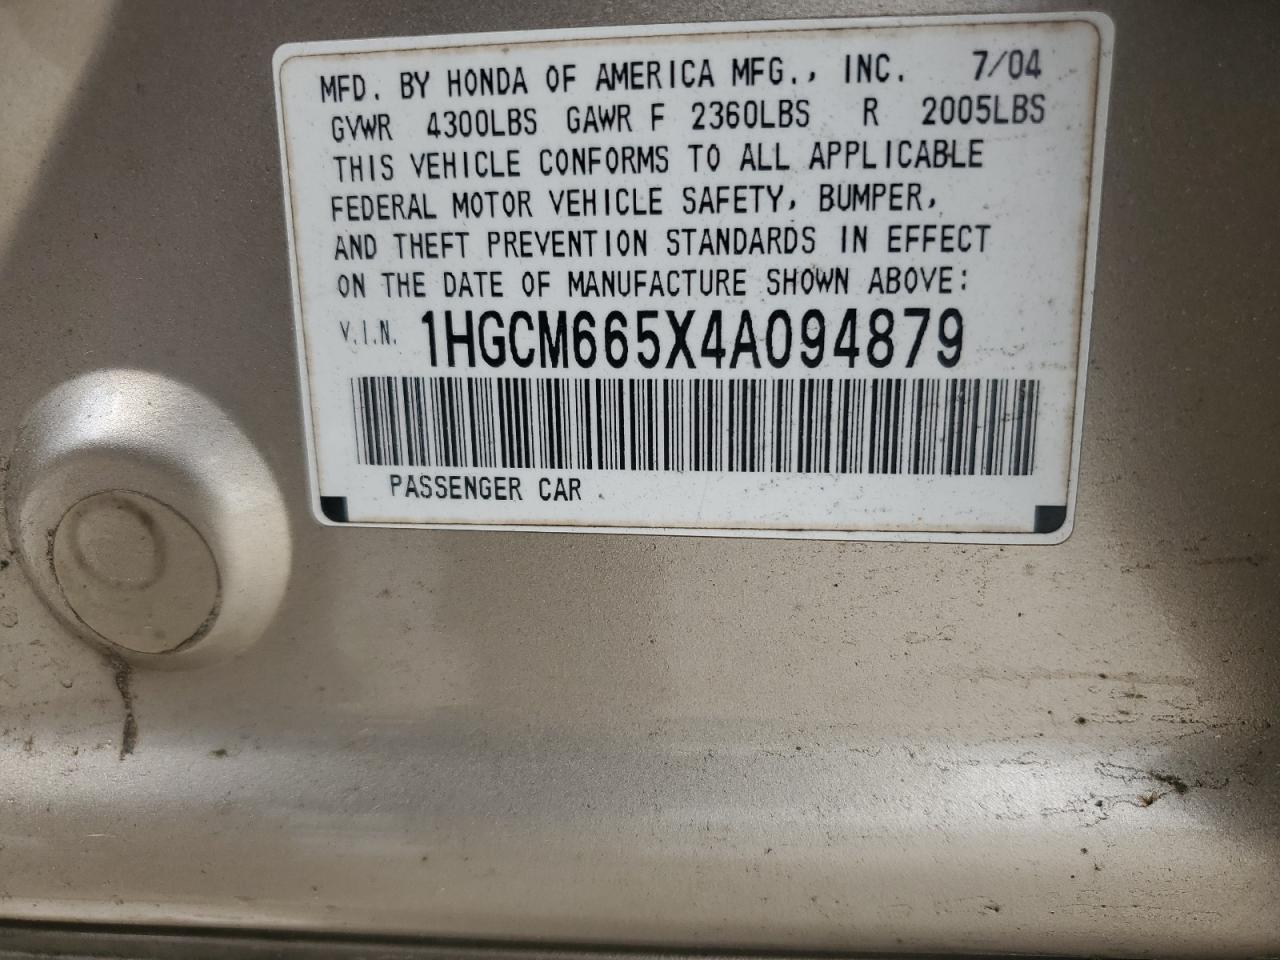 MFD. BY HONDA OF AMERICA MFG., INC. 7/04
GVWR 4300LBS GAWR F 2360LBS R 2005LBS
THIS VEHICLE CONFORMS TO ALL APPLICABLE
FEDERAL MOTOR VEHICLE SAFETY, BUMPER,
AND THEFT PREVENTION STANDARDS IN EFFECT
ON THE DATE OF MANUFACTURE SHOWN ABOVE:
V.I.N. 1HGCM665X4A094879
PASSENGER CAR